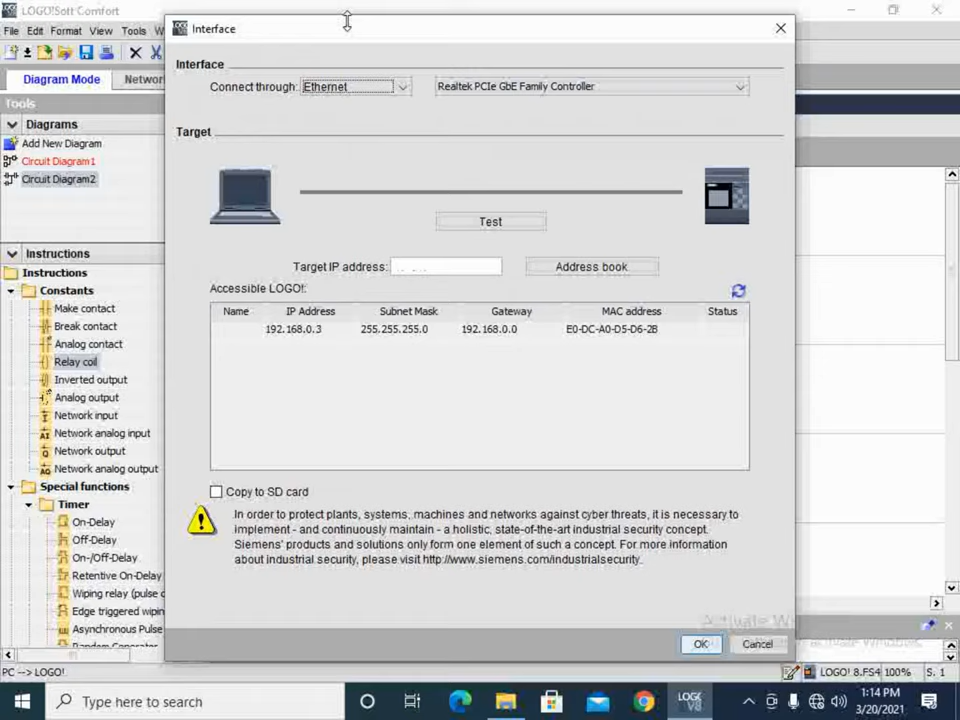 LOGO!Soft Comfort
File Edit Format View Tools W
Interface
Diagram Mode
Networ
Interface
Connect through: Ethernet
Realtek PCIe GbE Family Controller
Tools
Diagrams
Add New Diagram
Circuit Diagram1
Circuit Diagram2
Target
Test
Target IP address:
Address book
Accessible LOGO!:
Name IP Address Subnet Mask Gateway MAC address Status
192.168.0.3 255.255.255.0 192.168.0.0 E0-DC-A0-D5-D6-2B
Instructions
Instructions
Constants
Make contact
Break contact
Analog contact
Relay coil
Inverted output
Analog output
Network input
Network analog input
Network output
Network analog output
Special functions
Timer
On-Delay
Off-Delay
On-/Off-Delay
Retentive On-Delay
Wiping relay (pulse o
Edge triggered wipin
Asynchronous Pulse
Random Generator
Copy to SD card
In order to protect plants, systems, machines and networks against cyber threats, it is necessary to
implement - and continuously maintain - a holistic, state-of-the-art industrial security concept.
Siemens' products and solutions only form one element of such a concept. For more information
about industrial security, please visit http://www.siemens.com/industrialsecurity.
Activate W
OK
Cancel
PC --> LOGO!
LOGO! 8.FS4 100%
S. 1
Type here to search
LOGO
V8
1:14 PM
3/20/2021